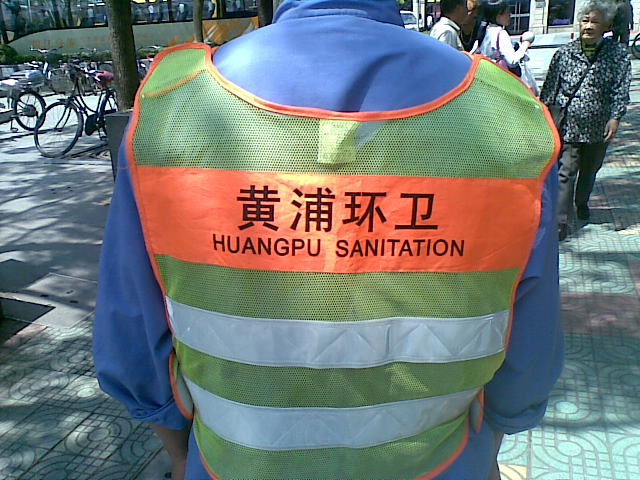 黄浦环卫
HUANGPU SANITATION